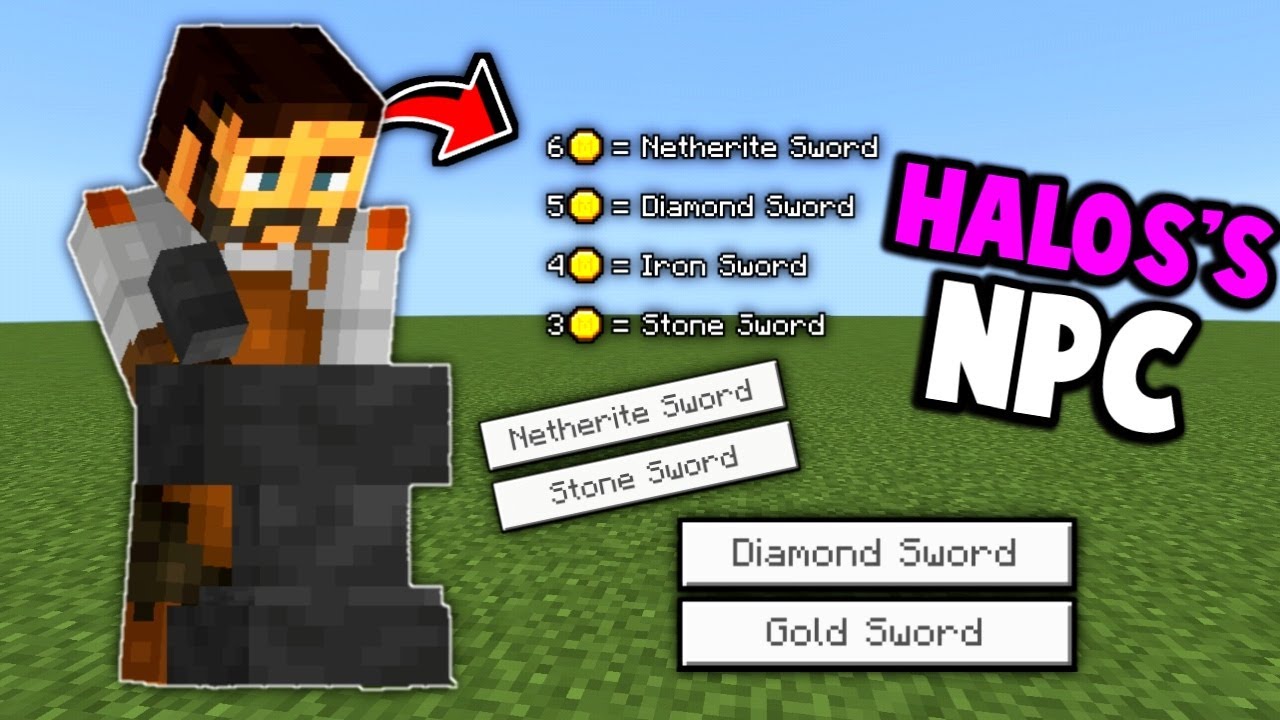 6 = Netherite Sword
5 = Diamond Sword
4 = Iron Sword
3 = Stone Sword
HALOS'S
NPC
Netherite Sword
Stone Sword
Diamond Sword
Gold Sword